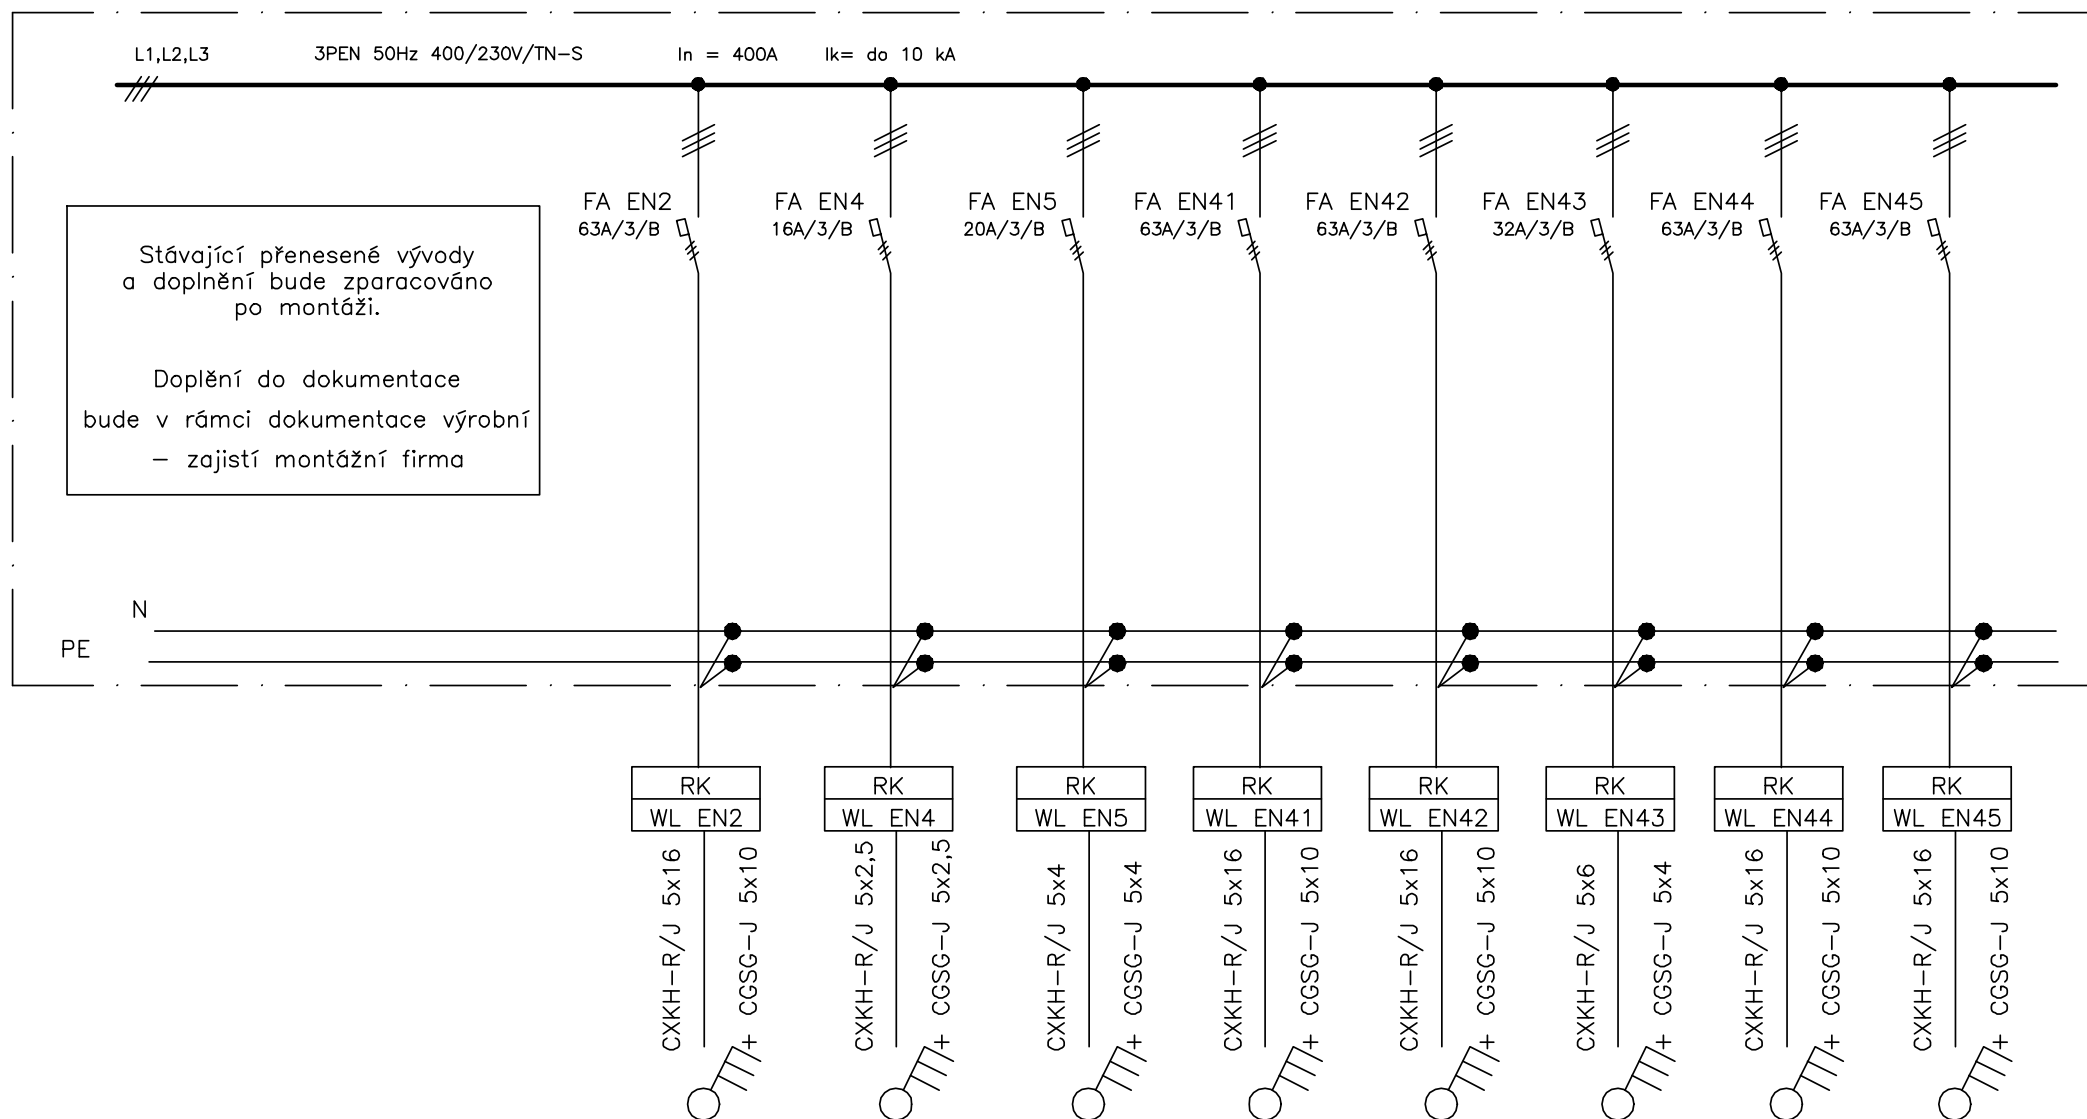 L1,L2,L3 3PEN 50Hz 400/230V/TN-S In = 400A Ik= do 10 kA
FA EN2 FA EN4 FA EN5 FA EN41 FA EN42 FA EN43 FA EN44 FA EN45
63A/3/B 16A/3/B 20A/3/B 63A/3/B 63A/3/B 32A/3/B 63A/3/B 63A/3/B
Stávající přenesené vývody
a doplnění bude zparacováno
po montáži.
Doplění do dokumentace
bude v rámci dokumentace výrobní
- zajistí montážní firma
N
PE
RK RK RK RK RK RK RK RK
WL EN2 WL EN4 WL EN5 WL EN41 WL EN42 WL EN43 WL EN44 WL EN45
CXKH-R/J 5x16
+ CGSG-J 5x10
CXKH-R/J 5x2,5
+ CGSG-J 5x2,5
CXKH-R/J 5x4
+ CGSG-J 5x4
CXKH-R/J 5x16
+ CGSG-J 5x10
CXKH-R/J 5x16
+ CGSG-J 5x10
CXKH-R/J 5x6
+ CGSG-J 5x4
CXKH-R/J 5x16
+ CGSG-J 5x10
CXKH-R/J 5x16
+ CGSG-J 5x10